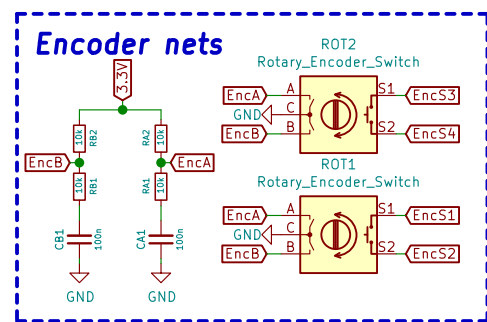 Encoder nets
3.3V
10k
RB2
10k
RA2
EncB
EncA
10k
RB1
10k
RA1
CB1
100n
CA1
100n
GND
GND
ROT2
Rotary_Encoder_Switch
EncA
A
S1
EncS3
GND
C
EncB
B
S2
EncS4
ROT1
Rotary_Encoder_Switch
EncA
A
S1
EncS1
GND
C
EncB
B
S2
EncS2